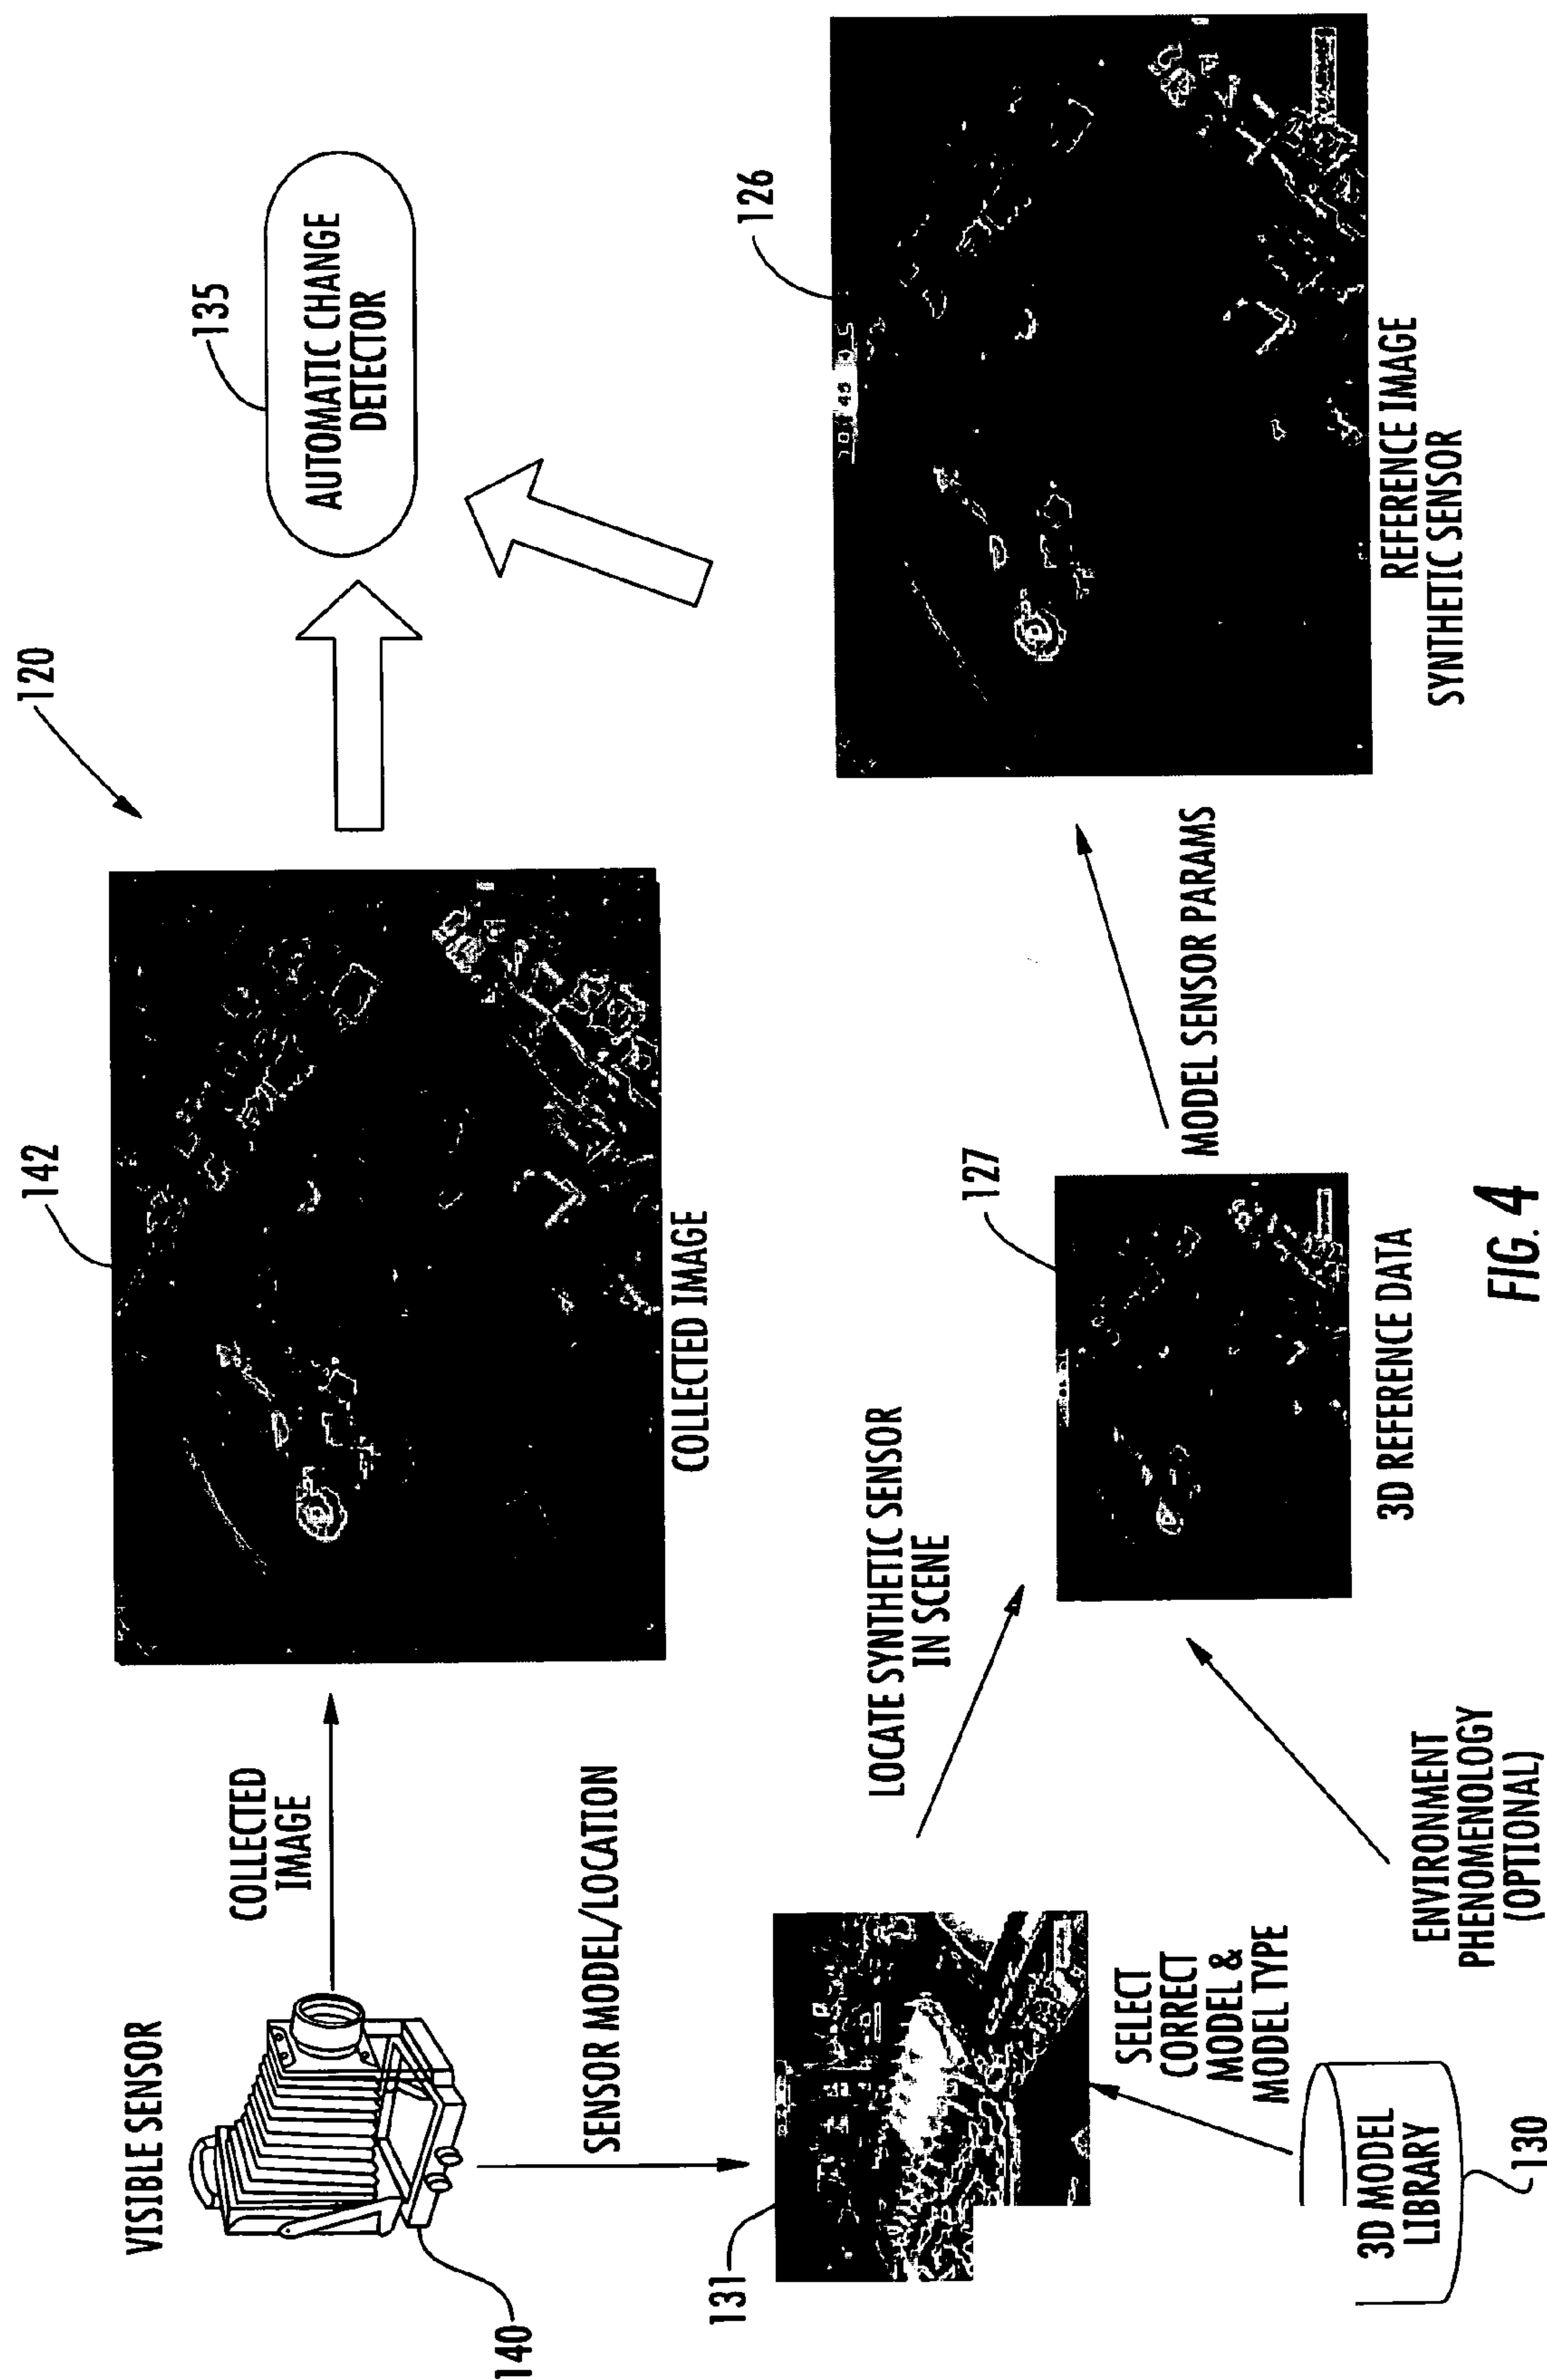 120
VISIBLE SENSOR
140
COLLECTED
IMAGE
142
COLLECTED IMAGE
135
AUTOMATIC CHANGE
DETECTOR
SENSOR MODEL/LOCATION
131
LOCATE SYNTHETIC SENSOR
IN SCENE
126
REFERENCE IMAGE
SYNTHETIC SENSOR
SELECT
CORRECT
MODEL &
MODEL TYPE
127
MODEL SENSOR PARAMS
3D REFERENCE DATA
3D MODEL
LIBRARY
130
ENVIRONMENT
PHENOMENOLOGY
(OPTIONAL)
FIG. 4